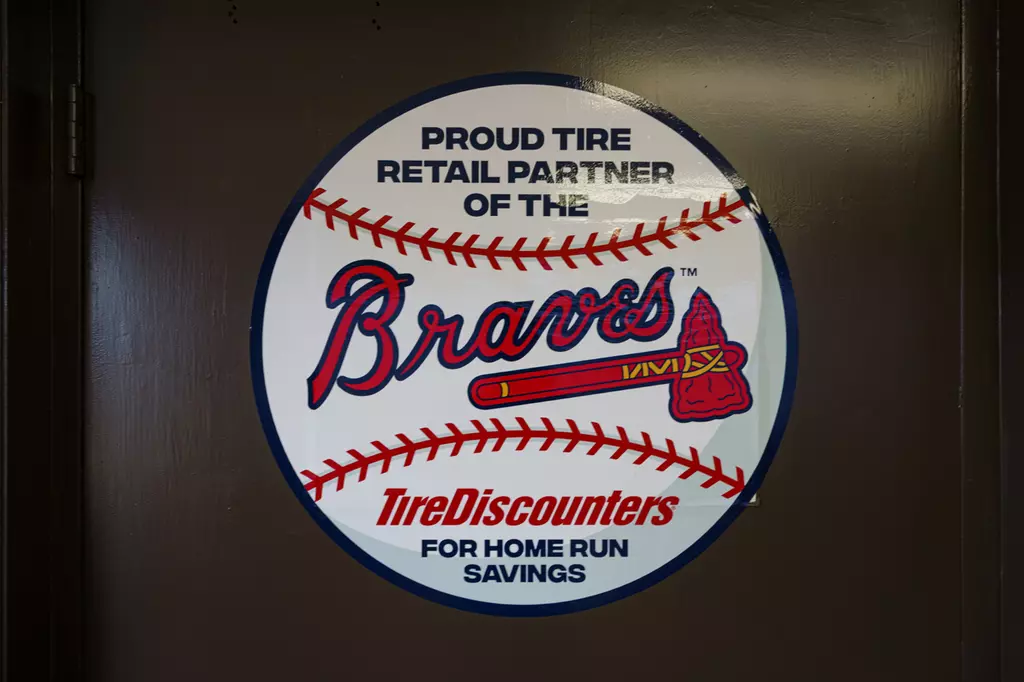 PROUD TIRE
RETAIL PARTNER
OF THE
Braves™
TireDiscounters
FOR HOME RUN
SAVINGS